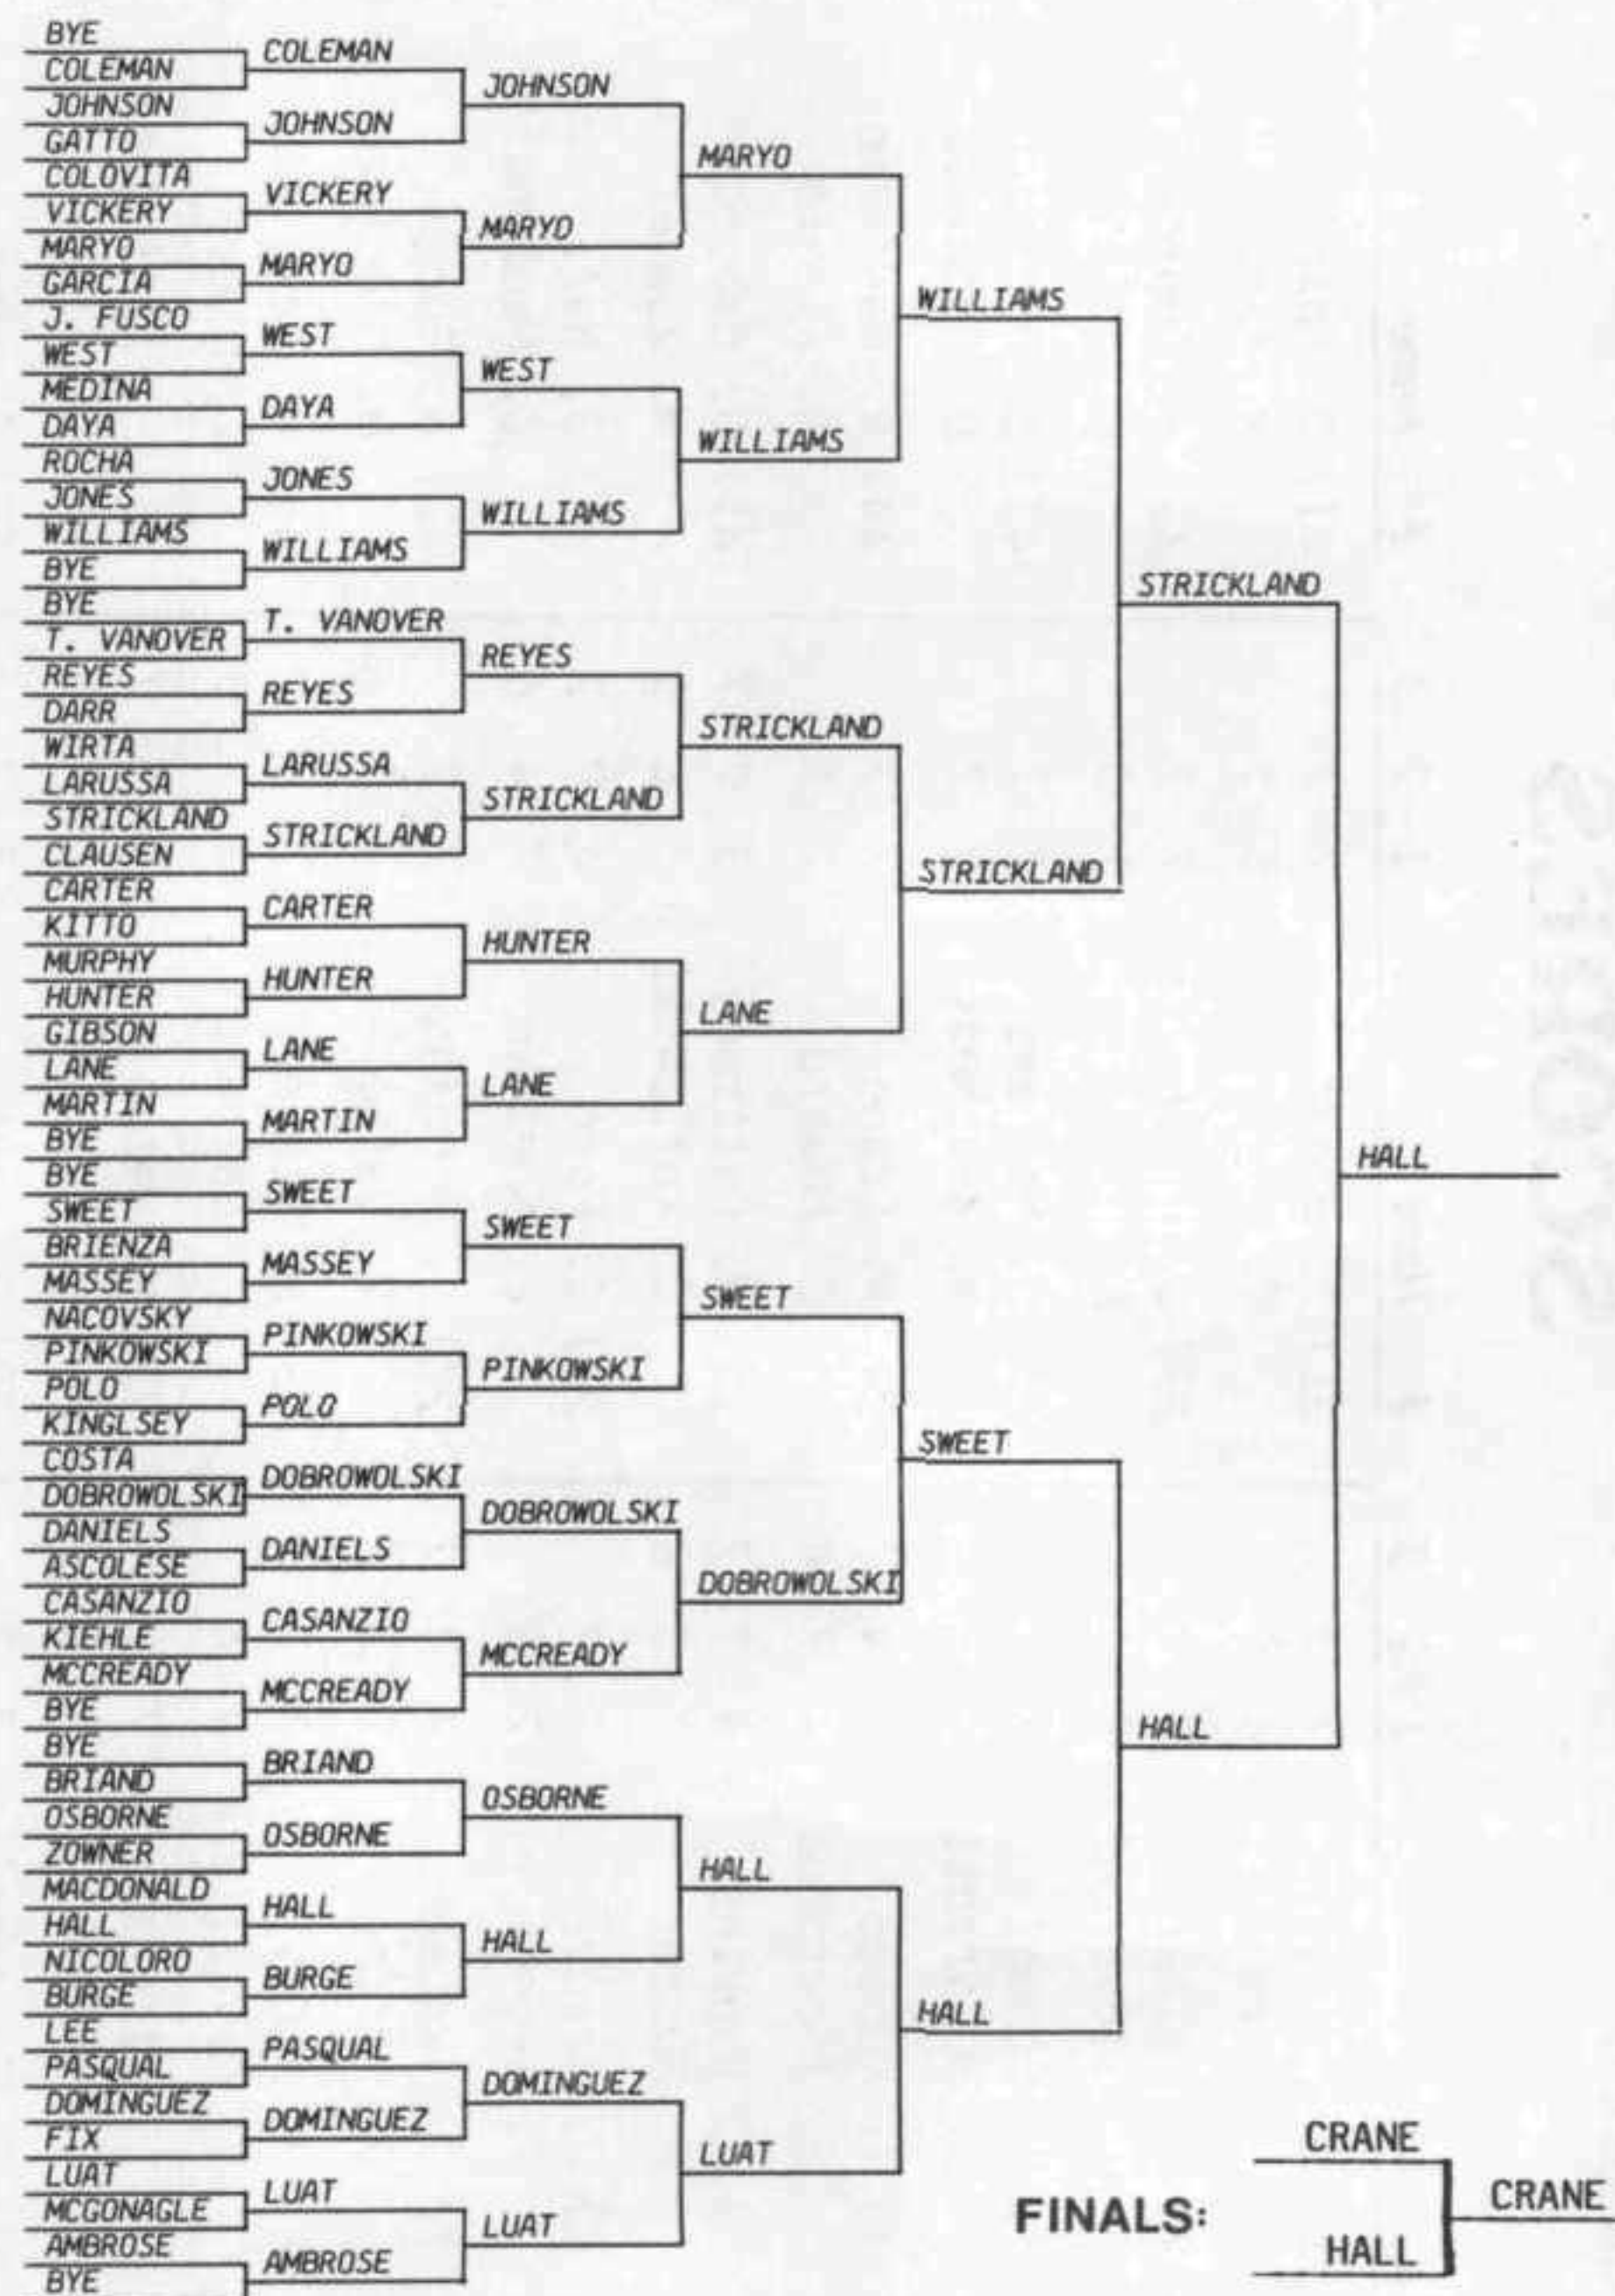 BYE
COLEMAN
JOHNSON
GATTO
COLOVITA
VICKERY
MARYO
GARCIA
J. FUSCO
WEST
MEDINA
DAYA
ROCHA
JONES
WILLIAMS
BYE
BYE
T. VANOVER
REYES
DARR
WIRTA
LARUSSA
STRICKLAND
CLAUSEN
CARTER
KITTO
MURPHY
HUNTER
GIBSON
LANE
MARTIN
BYE
BYE
SWEET
BRIENZA
MASSEY
NACOVSKY
PINKOWSKI
POLO
KINGLSEY
COSTA
DOBROWOLSKI
DANIELS
ASCOLESE
CASANZIO
KIEHLE
MCCREADY
BYE
BYE
BRIAND
OSBORNE
ZOWNER
MACDONALD
HALL
NICOLORO
BURGE
LEE
PASQUAL
DOMINGUEZ
FIX
LUAT
MCGONAGLE
AMBROSE
BYE
COLEMAN
JOHNSON
VICKERY
MARYO
WEST
DAYA
JONES
WILLIAMS
T. VANOVER
REYES
LARUSSA
STRICKLAND
CARTER
HUNTER
LANE
MARTIN
SWEET
MASSEY
PINKOWSKI
POLO
DOBROWOLSKI
DANIELS
CASANZIO
MCCREADY
BRIAND
OSBORNE
HALL
BURGE
PASQUAL
DOMINGUEZ
LUAT
AMBROSE
JOHNSON
MARYO
WEST
WILLIAMS
REYES
STRICKLAND
HUNTER
LANE
SWEET
PINKOWSKI
DOBROWOLSKI
MCCREADY
OSBORNE
HALL
DOMINGUEZ
LUAT
MARYO
WILLIAMS
STRICKLAND
LANE
SWEET
DOBROWOLSKI
HALL
LUAT
WILLIAMS
STRICKLAND
SWEET
HALL
STRICKLAND
HALL
HALL
FINALS:
CRANE
HALL
CRANE